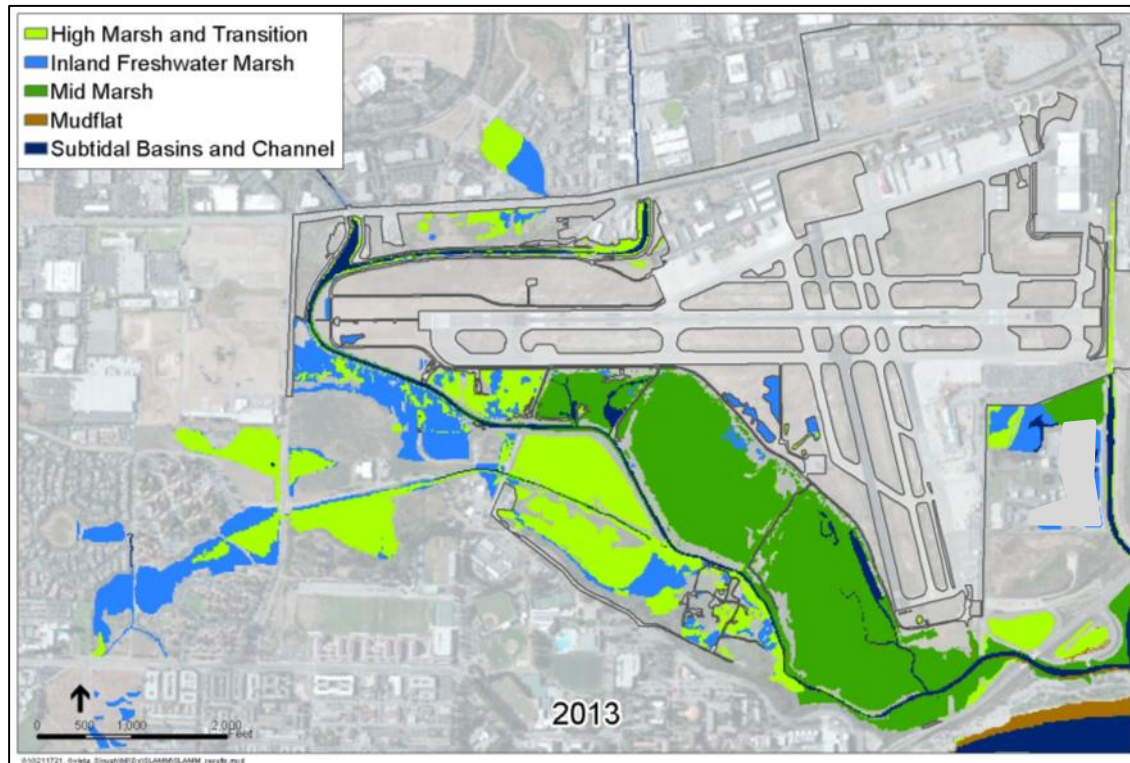 High Marsh and Transition
Inland Freshwater Marsh
Mid Marsh
Mudflat
Subtidal Basins and Channel
2013
0 500 1,000 2,000
Feet